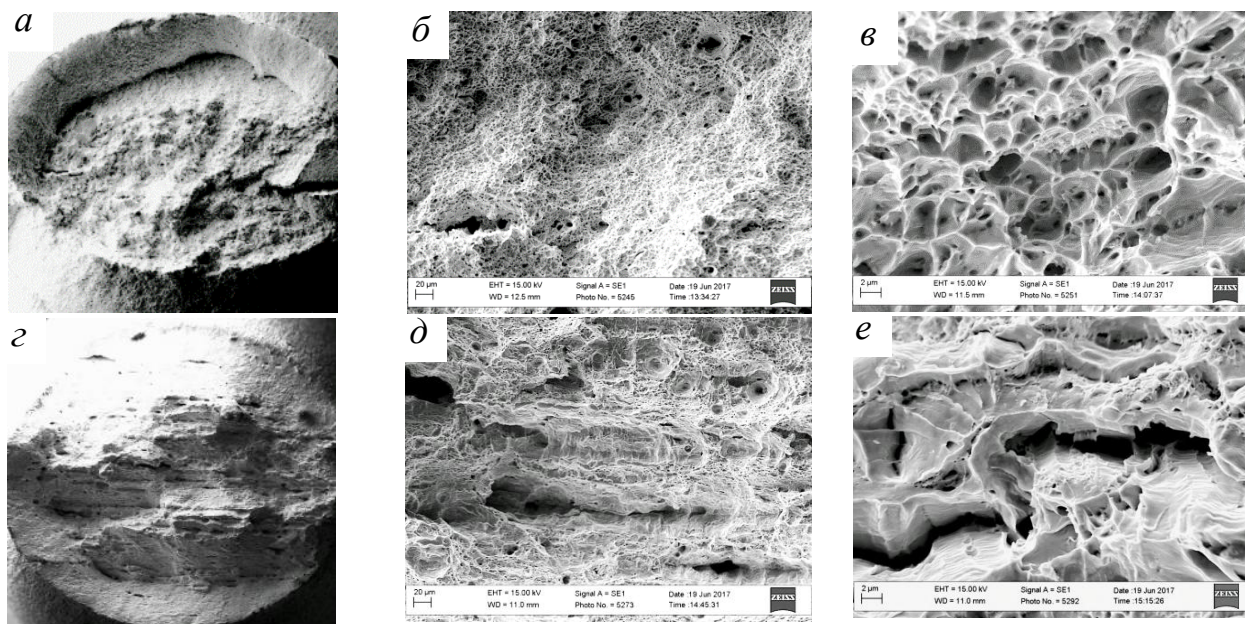 а
б
20 µm
EHT = 15.00 kV
WD = 12.5 mm
Signal A = SE1
Photo No. = 5245
Date :19 Jun 2017
Time :13:34:27
ZEISS
в
2 µm
EHT = 15.00 kV
WD = 11.5 mm
Signal A = SE1
Photo No. = 5251
Date :19 Jun 2017
Time :14:07:37
ZEISS
г
д
20 µm
EHT = 15.00 kV
WD = 11.0 mm
Signal A = SE1
Photo No. = 5273
Date :19 Jun 2017
Time :14:45:31
ZEISS
е
2 µm
EHT = 15.00 kV
WD = 11.0 mm
Signal A = SE1
Photo No. = 5292
Date :19 Jun 2017
Time :15:15:26
ZEISS